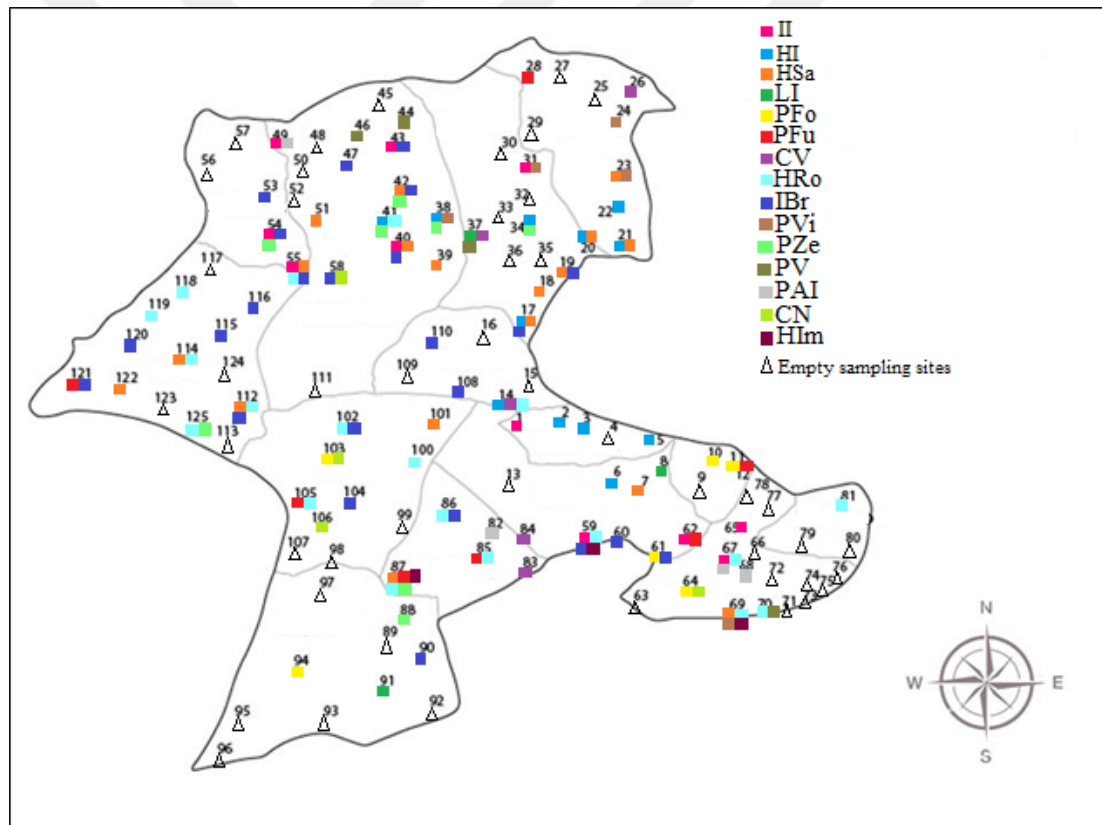 II
HI
HSa
LI
PFo
PFu
CV
HRo
IBr
PVi
PZe
PV
PAI
CN
HIm
Empty sampling sites
28 27 26
25
45 24
44
46
57 49 48 43 29
30
56 50 47 31 23
53 52 42 32
51 41 38 33 22
54 40 37 34 20 21
39 36 35 19
117 55 58 18
118
119 116 17
120 115 110 16
114 124 109
121 122 111 108 15
123 112 14
125 113 102 101 1 2 3 4 5
103 100 13 8 10 11
105 104 86 6 7 9 12 78 77 81
106 99 82 84 59 60 62 65
107 98 85 83 61 67 66 79 80
97 87 64 68 72 74 75 76
88 63 69 70 71 73
89 90
94 91
95 93 92
96
N
W E
S